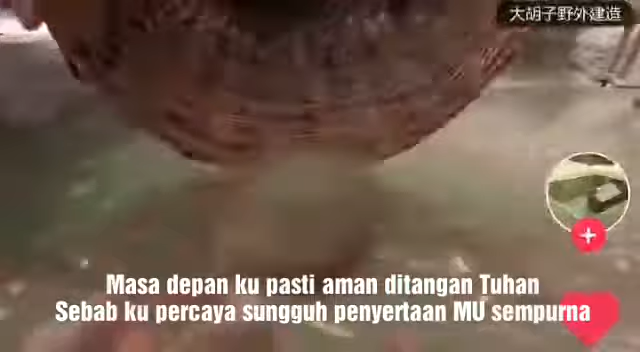 大胡子野外建造
Masa depan ku pasti aman ditangan Tuhan
Sebab ku percaya sungguh penyertaan MU sempurna